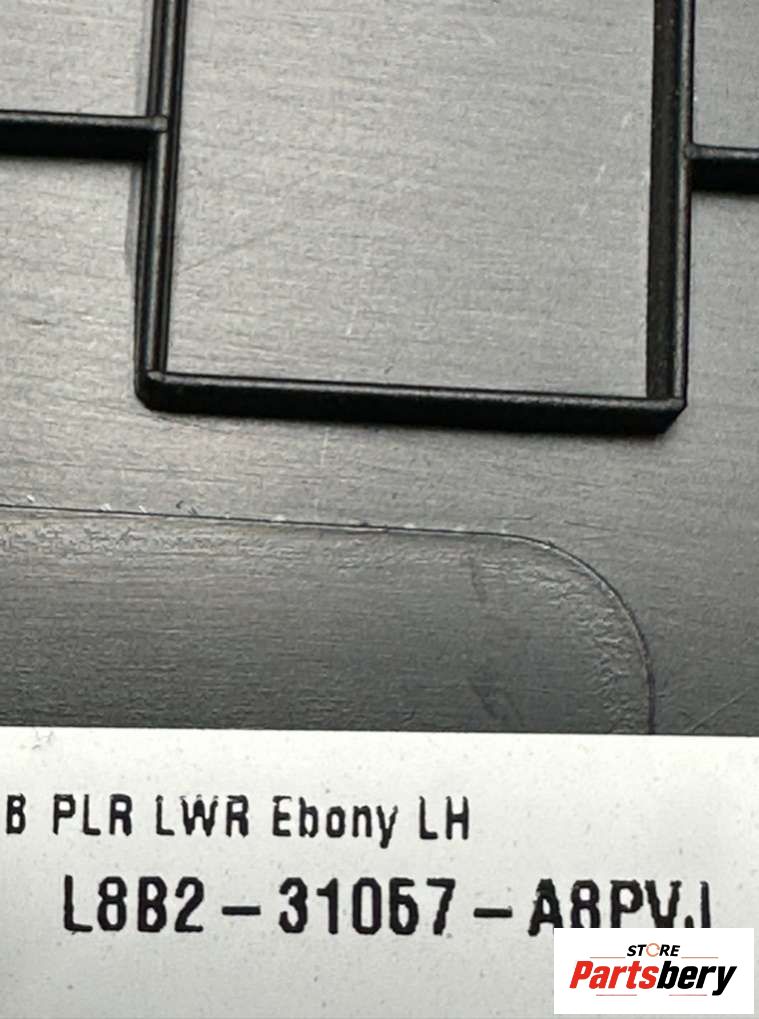 B PLR LWR Ebony LH
L8B2-31067-A8PVJ
STORE
Partsbery